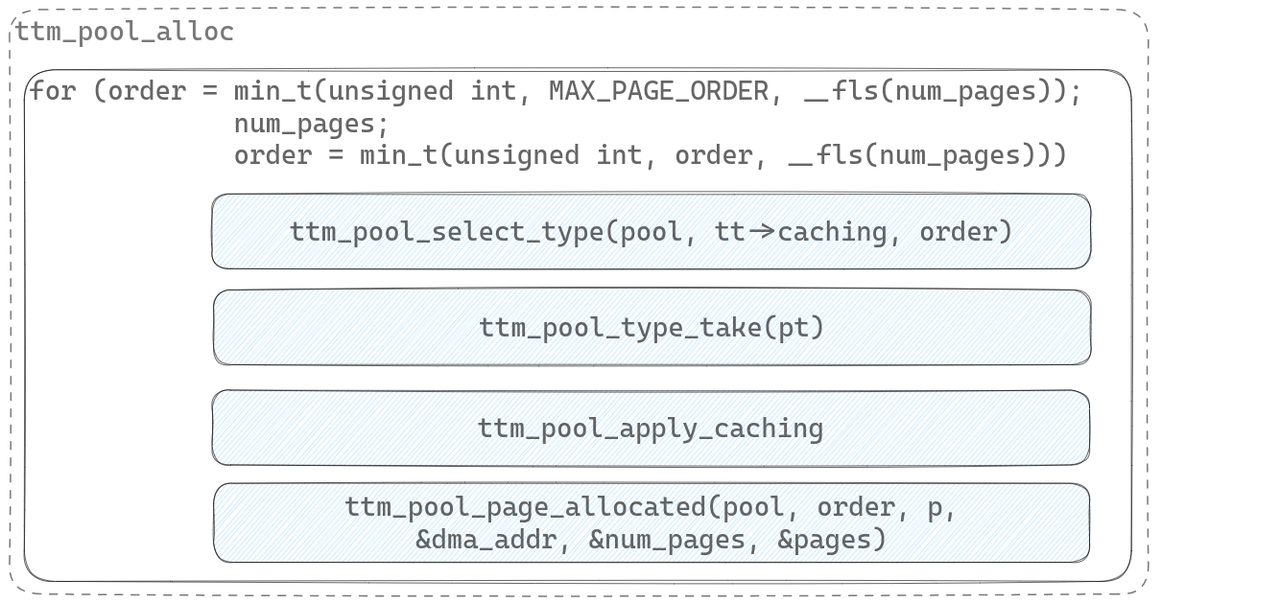 ttm_pool_alloc
for (order = min_t(unsigned int, MAX_PAGE_ORDER, __fls(num_pages));
num_pages;
order = min_t(unsigned int, order, __fls(num_pages)))
ttm_pool_select_type(pool, tt->caching, order)
ttm_pool_type_take(pt)
ttm_pool_apply_caching
ttm_pool_page_allocated(pool, order, p,
&dma_addr, &num_pages, &pages)